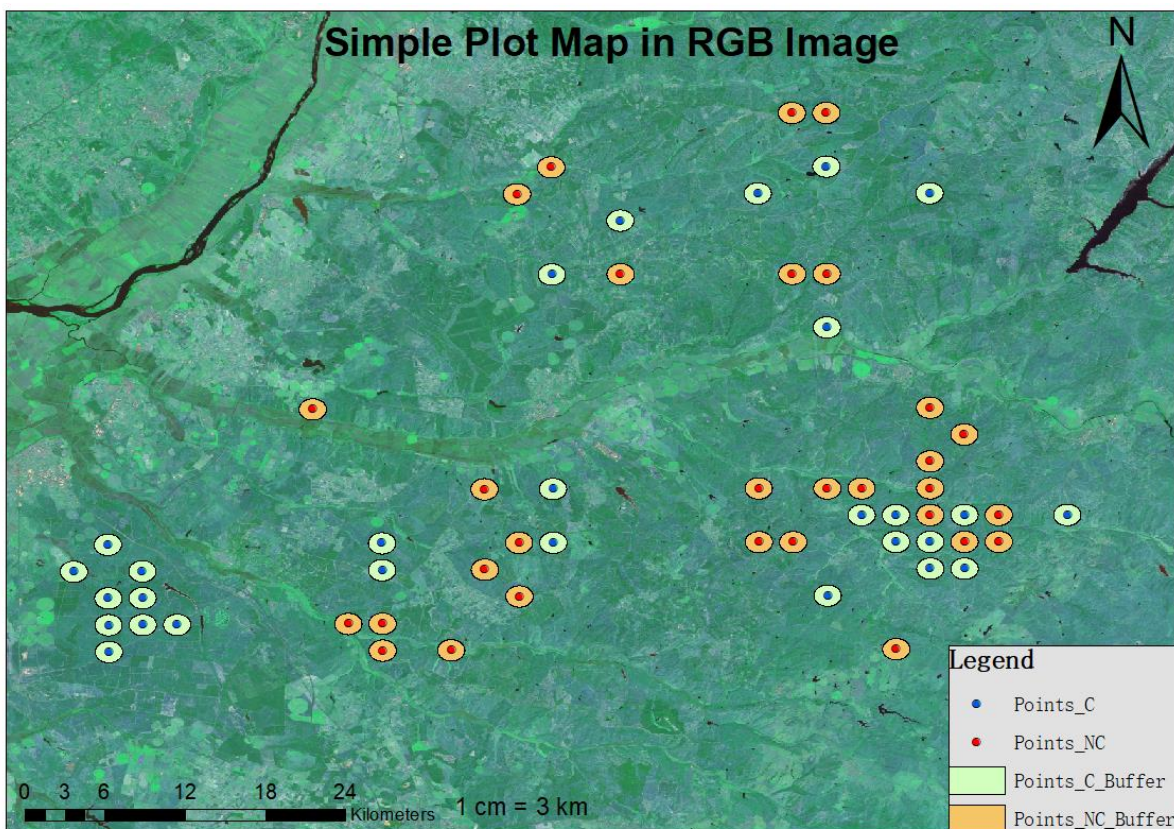 Simple Plot Map in RGB Image
N
Legend
Points_C
Points_NC
Points_C_Buffer
Points_NC_Buffer
0 3 6 12 18 24
Kilometers
1 cm = 3 km